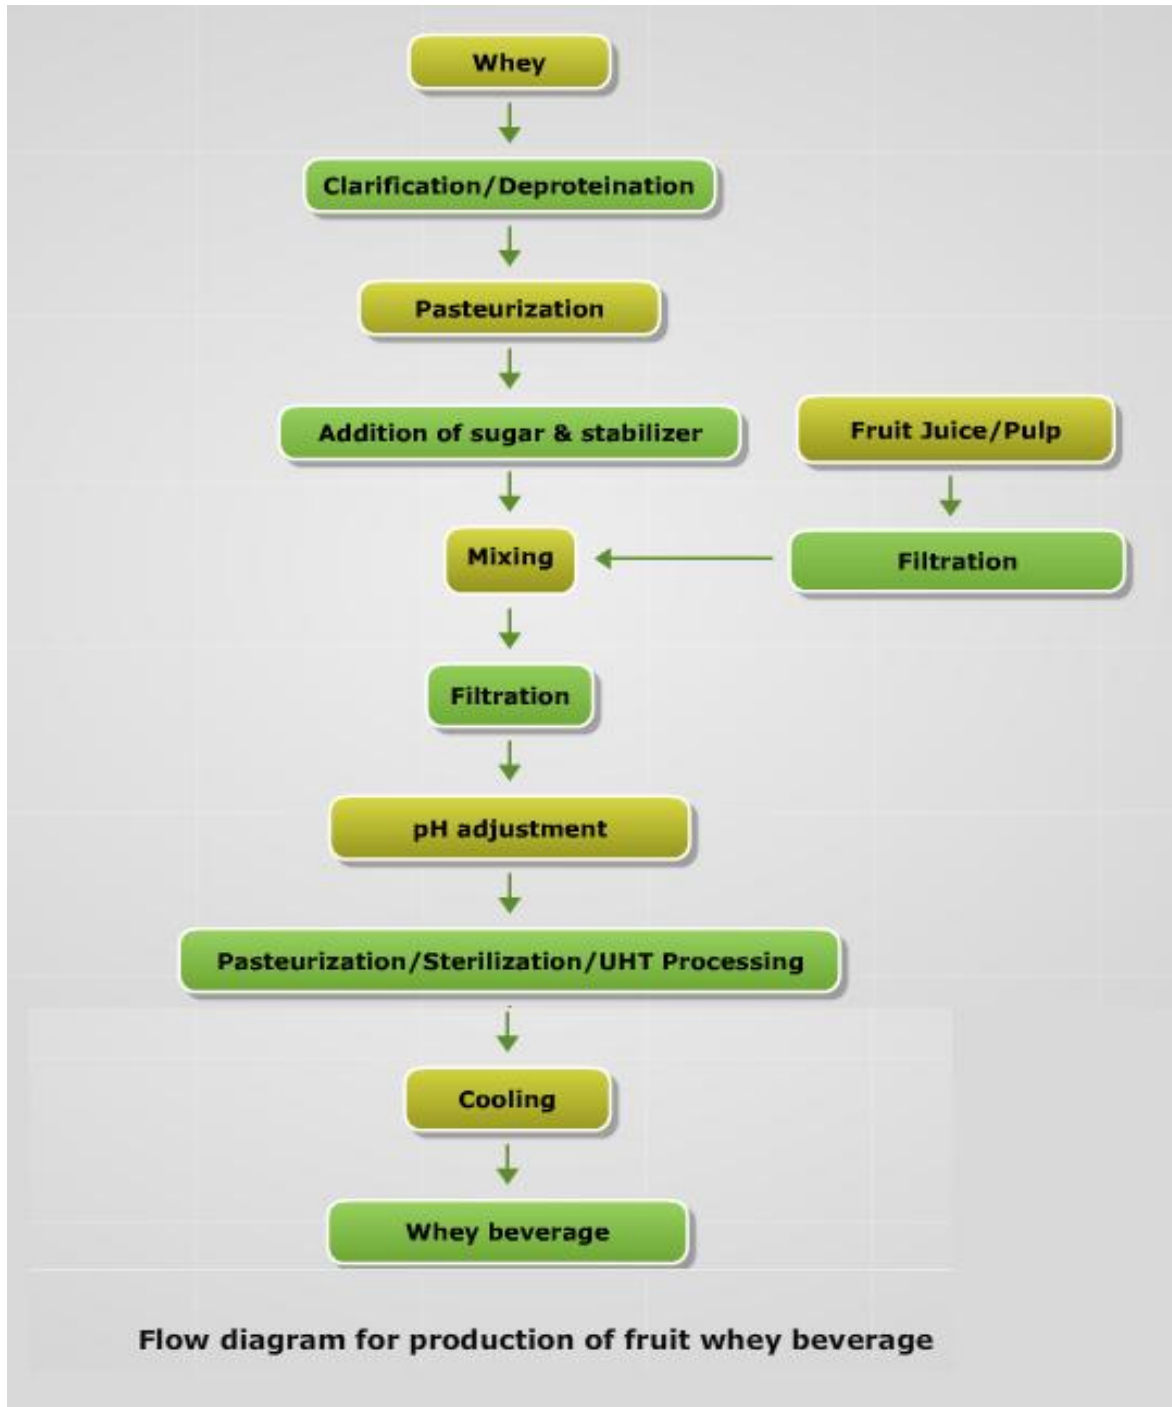 Whey
Clarification/Deproteination
Pasteurization
Addition of sugar & stabilizer
Fruit Juice/Pulp
Mixing
Filtration
Filtration
pH adjustment
Pasteurization/Sterilization/UHT Processing
Cooling
Whey beverage
Flow diagram for production of fruit whey beverage